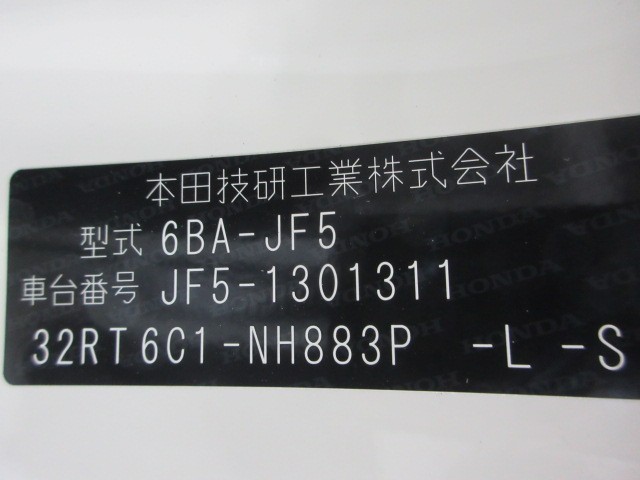 本田技研工業株式会社
型式 6BA-JF5
車台番号 JF5-1301311
32RT6C1-NH883P -L -S